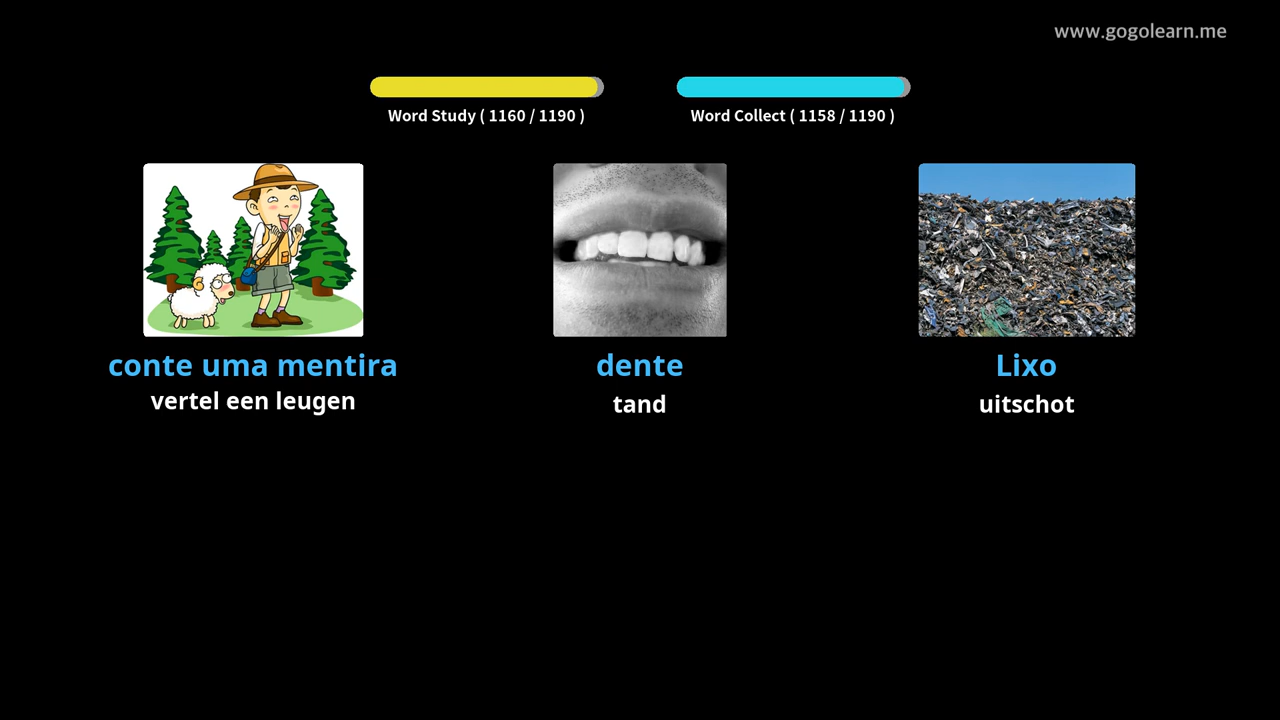 www.gogolearn.me
Word Study ( 1160 / 1190 )
Word Collect ( 1158 / 1190 )
conte uma mentira
vertel een leugen
dente
tand
Lixo
uitschot